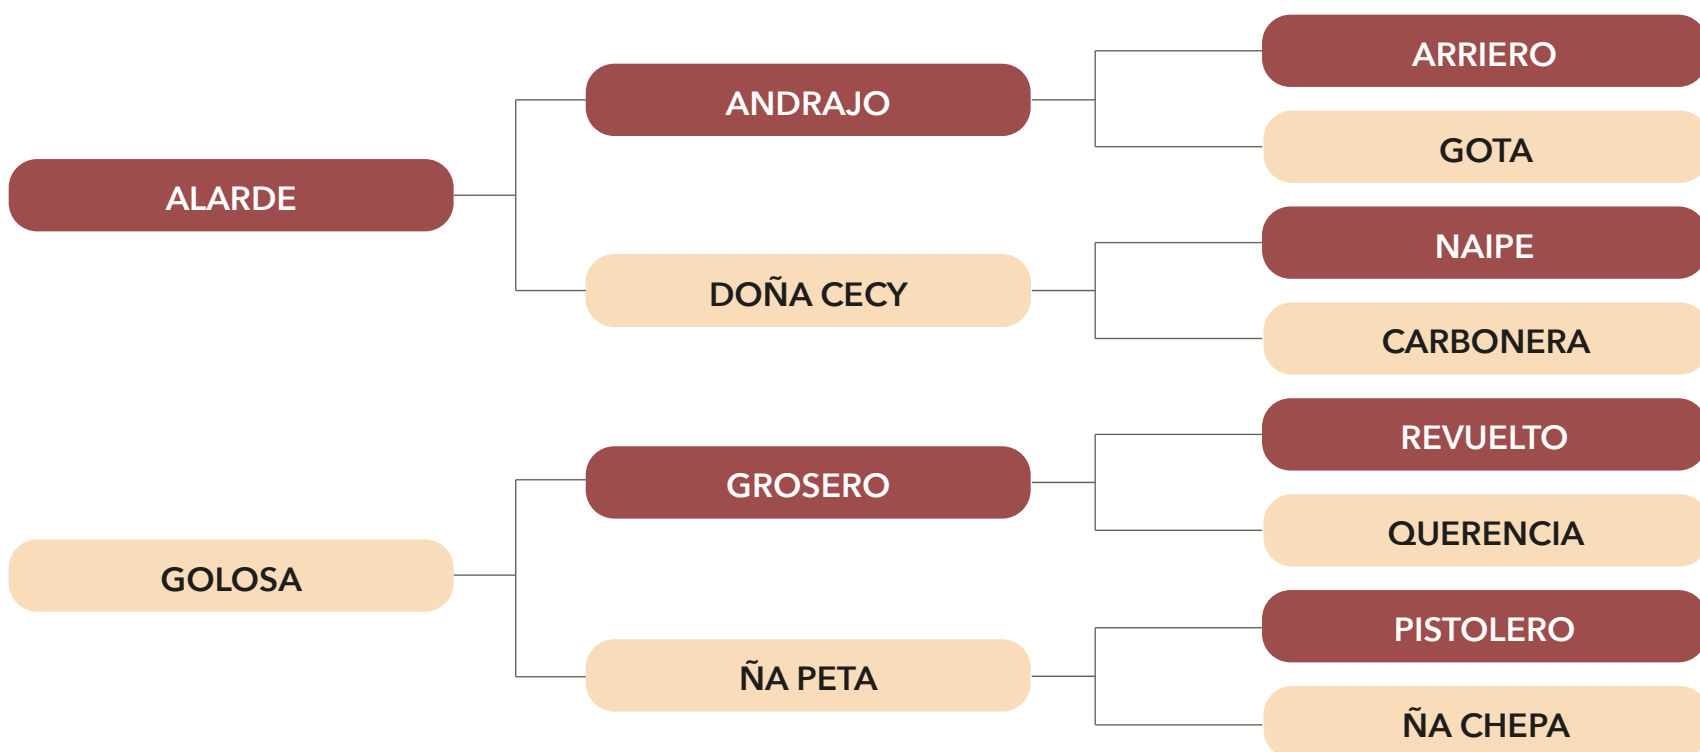 ARRIERO
ANDRAJO
GOTA
ALARDE
NAIPE
DOÑA CECY
CARBONERA
REVUELTO
GROSERO
QUERENCIA
GOLOSA
PISTOLERO
ÑA PETA
ÑA CHEPA